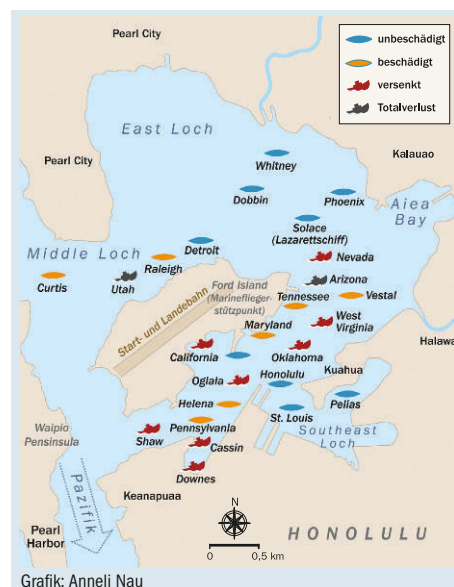 Pearl City
unbeschädigt
beschädigt
versenkt
Totalverlust
East Loch
Pearl City
Whitney
Kalauao
Dobbin
Phoenix
Aiea
Bay
Solace
(Lazarettschiff)
Middle Loch
Detroit
Raleigh
Nevada
Curtis
Utah
Ford Island
(Marineflieger-
stützpunkt)
Arizona
Tennessee
Vestal
Start- und Landebahn
Maryland
West
Virginia
Halawa
California
Oklahoma
Oglala
Honolulu
Kuahua
Helena
Pellas
St. Louis
Waipio
Pensinsula
Pennsylvania
Southeast
Loch
Shaw
Cassin
Downes
Pazifik
Keanapuaa
Pearl
Harbor
N
HONOLULU
0
0,5 km
Grafik: Anneli Nau